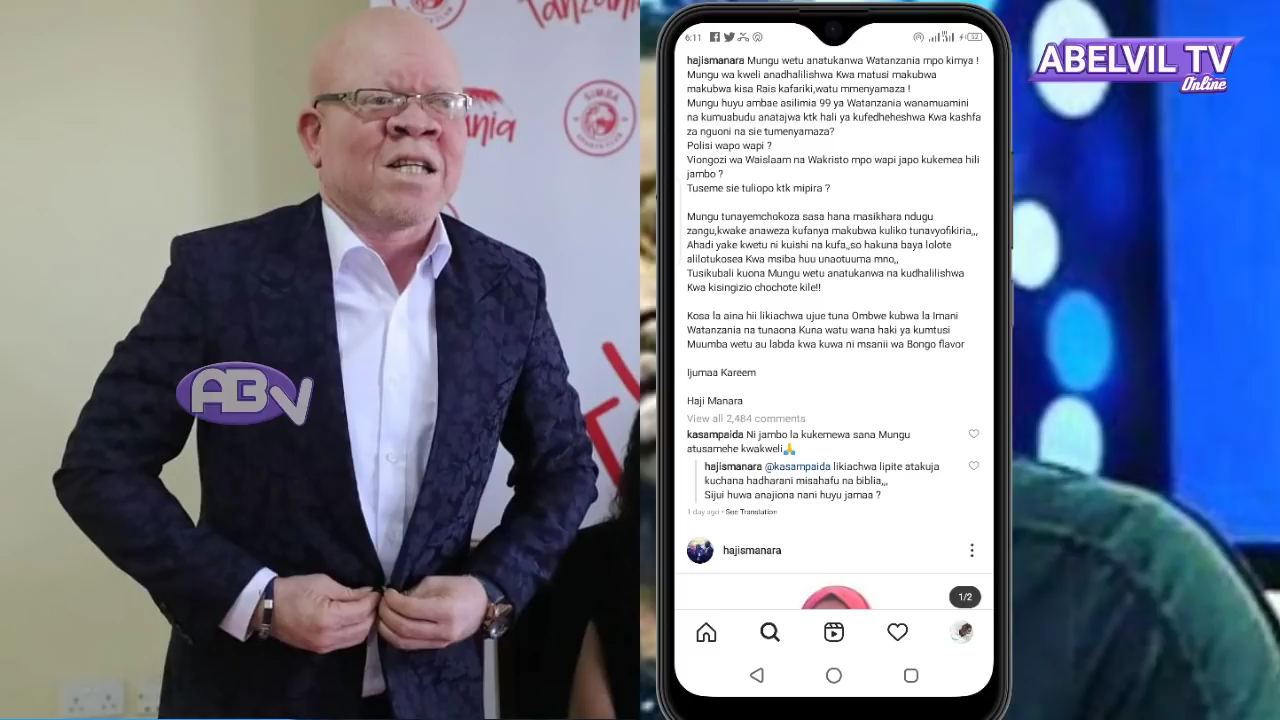 Tanzania
SIMBA
SPORTS CLUB
ABV
6:11
hajismanara Mungu wetu anatukanwa Watanzania mpo kimya !
Mungu wa kweli anadhalilishwa Kwa matusi makubwa
makubwa kisa Rais kafariki,watu mmenyamaza !
Mungu huyu ambae asilimia 99 ya Watanzania wanamuamini
na kumuabudu anatajwa ktk hali ya kufedheheshwa Kwa kashfa
za nguoni na sie tumenyamaza?
Polisi wapo wapi ?
Viongozi wa Waislaam na Wakristo mpo wapi japo kukemea hili
jambo ?
Tuseme sie tuliopo ktk mipira ?
Mungu tunayemchokoza sasa hana masikhara ndugu
zangu,kwake anaweza kufanya makubwa kuliko tunavyofikiria,,,
Ahadi yake kwetu ni kuishi na kufa,,so hakuna baya lolote
alilotukosea Kwa msiba huu unaotuuma mno,,
Tusikubali kuona Mungu wetu anatukanwa na kudhalilishwa
Kwa kisingizio chochote kile!!
Kosa la aina hii likiachwa ujue tuna Ombwe kubwa la Imani
Watanzania na tunaona Kuna watu wana haki ya kumtusi
Muumba wetu au labda kwa kuwa ni msanii wa Bongo flavor
Ijumaa Kareem
Haji Manara
View all 2,484 comments
kasampaida Ni jambo la kukemewa sana Mungu
atusamehe kwakweli🙏
hajismanara @kasampaida likiachwa lipite atakuja
kuchana hadharani misahafu na biblia,,,
Sijui huwa anajiona nani huyu jamaa ?
1 day ago • See Translation
hajismanara
1/2
ABELVIL TV
Online